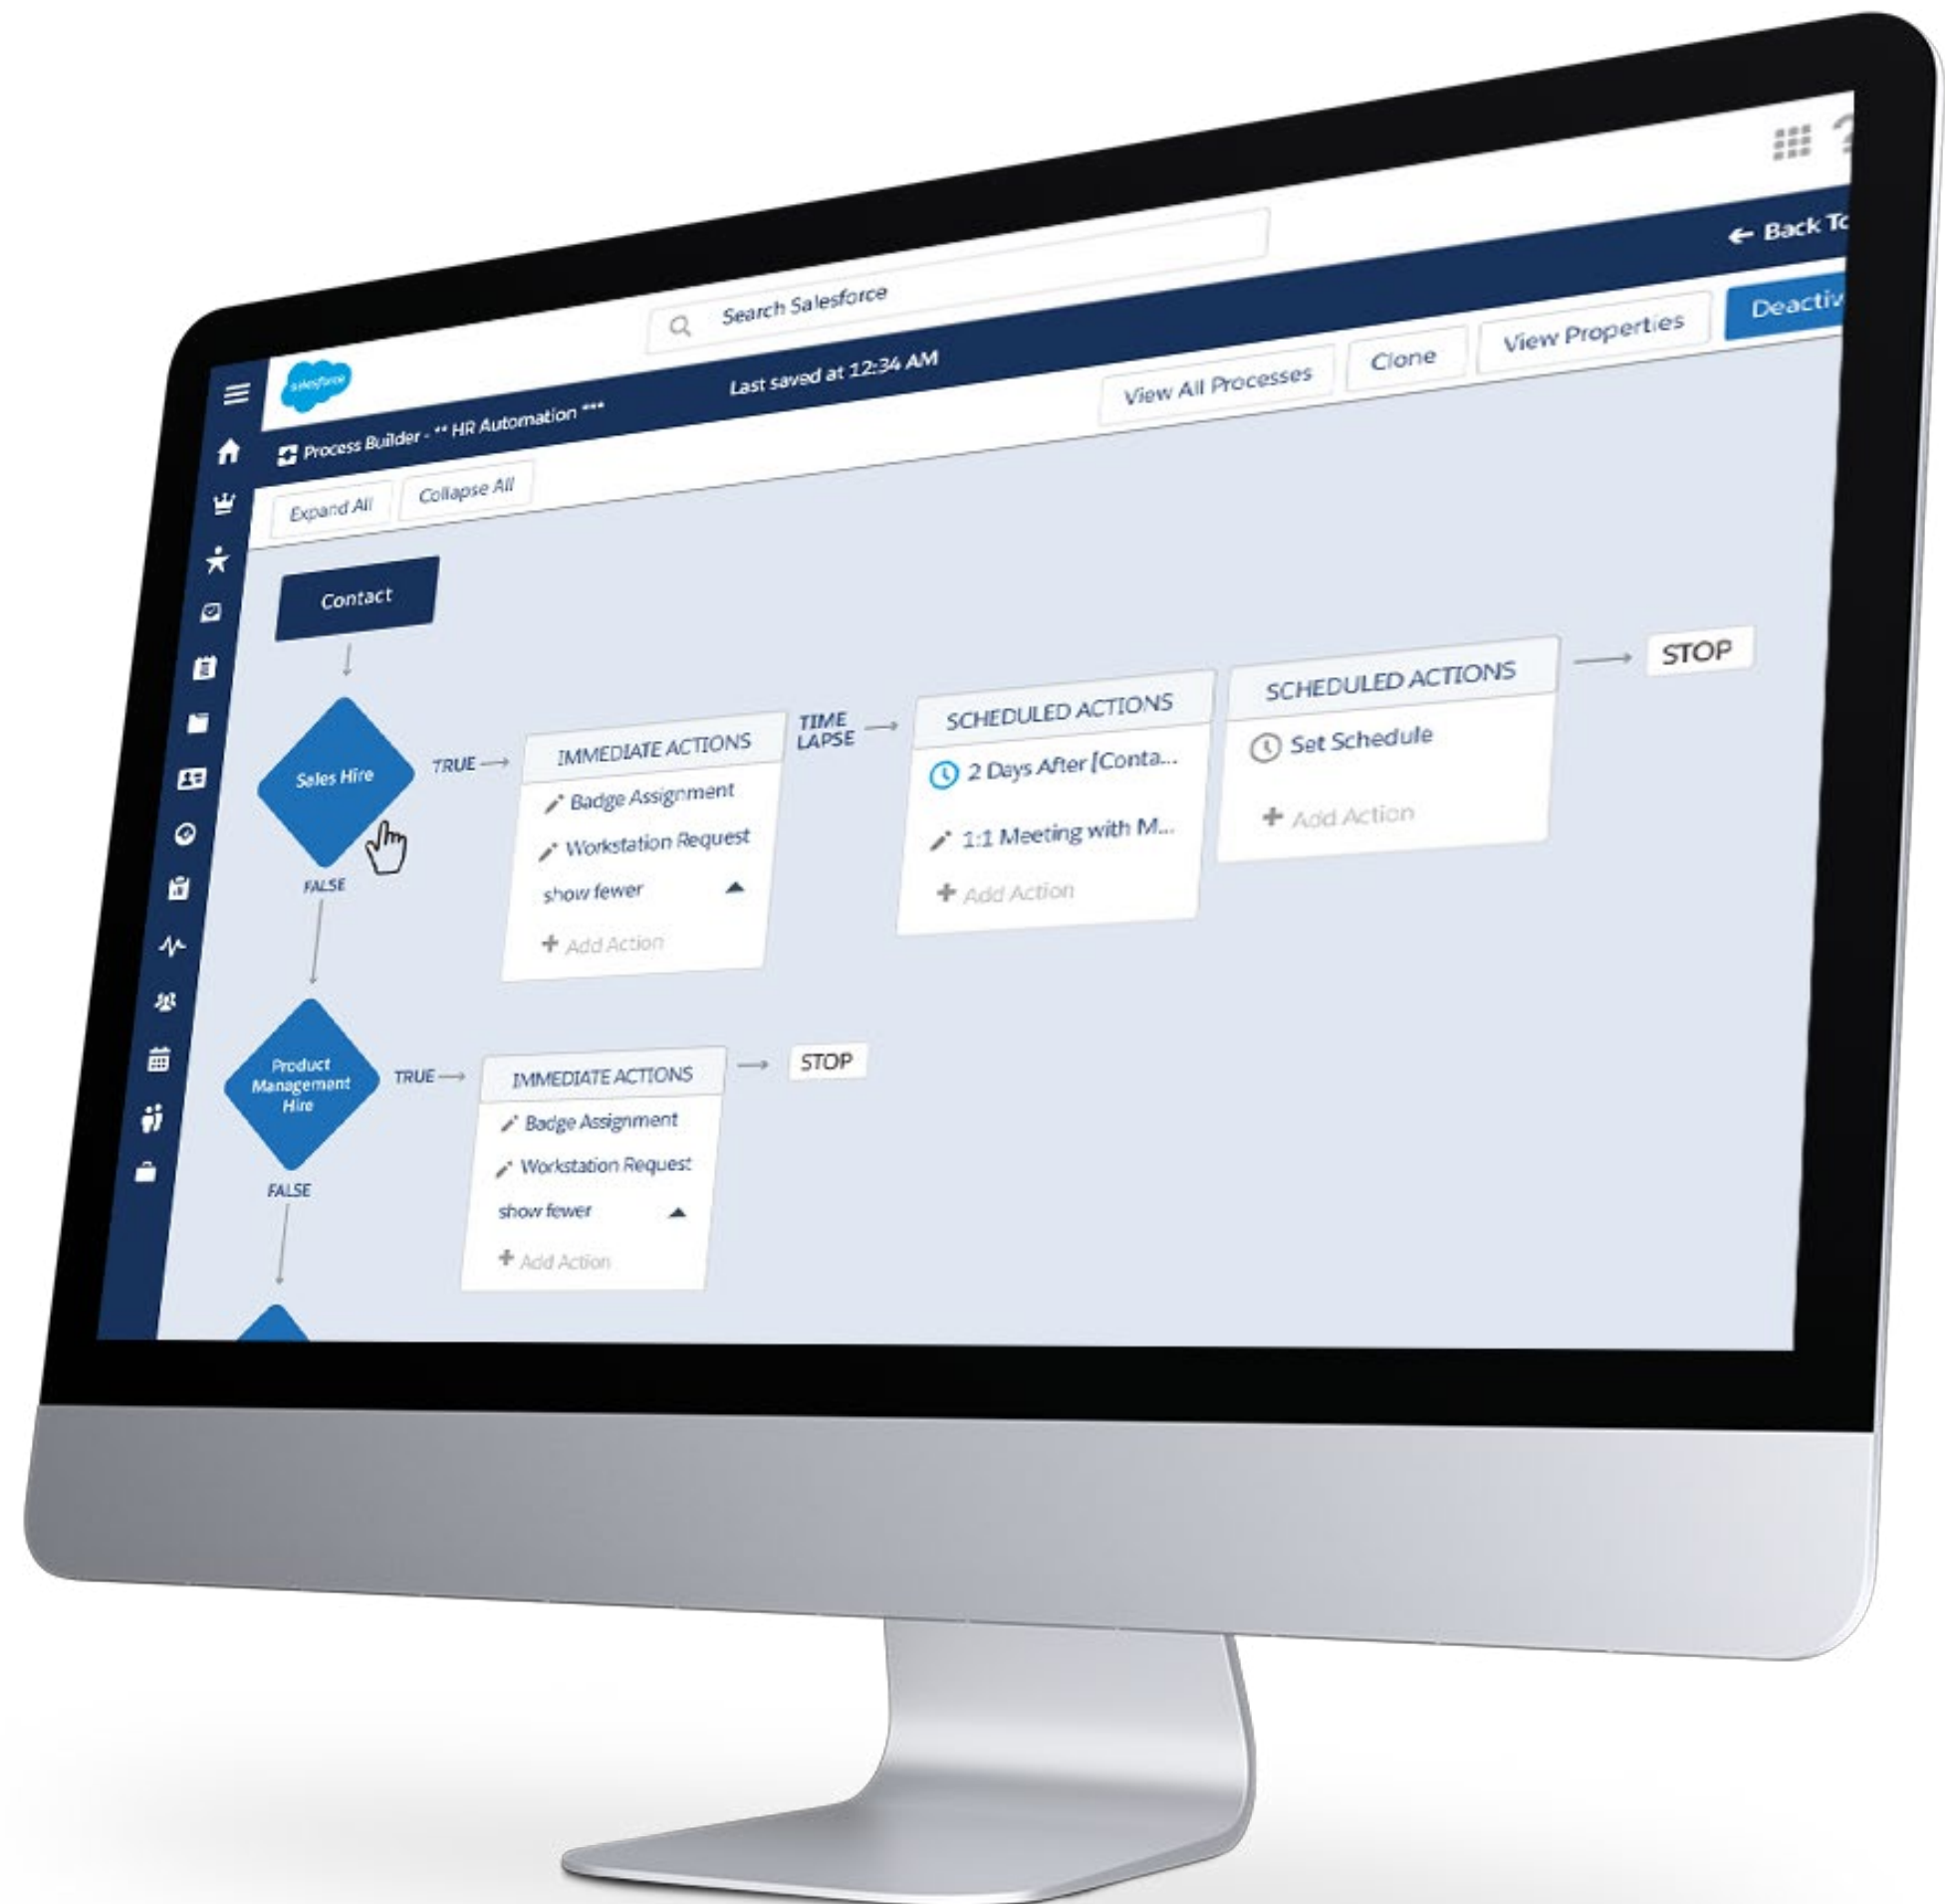 salesforce
Search Salesforce
Process Builder - ** HR Automation ***
Last saved at 12:34 AM
← Back To
Expand All
Collapse All
View All Processes
Clone
View Properties
Deactiv
Contact
Sales Hire
TRUE
IMMEDIATE ACTIONS
Badge Assignment
Workstation Request
show fewer
+ Add Action
TIME
LAPSE
SCHEDULED ACTIONS
2 Days After [Conta...
1:1 Meeting with M...
+ Add Action
SCHEDULED ACTIONS
Set Schedule
+ Add Action
STOP
FALSE
Product
Management
Hire
TRUE
IMMEDIATE ACTIONS
Badge Assignment
Workstation Request
show fewer
+ Add Action
STOP
FALSE